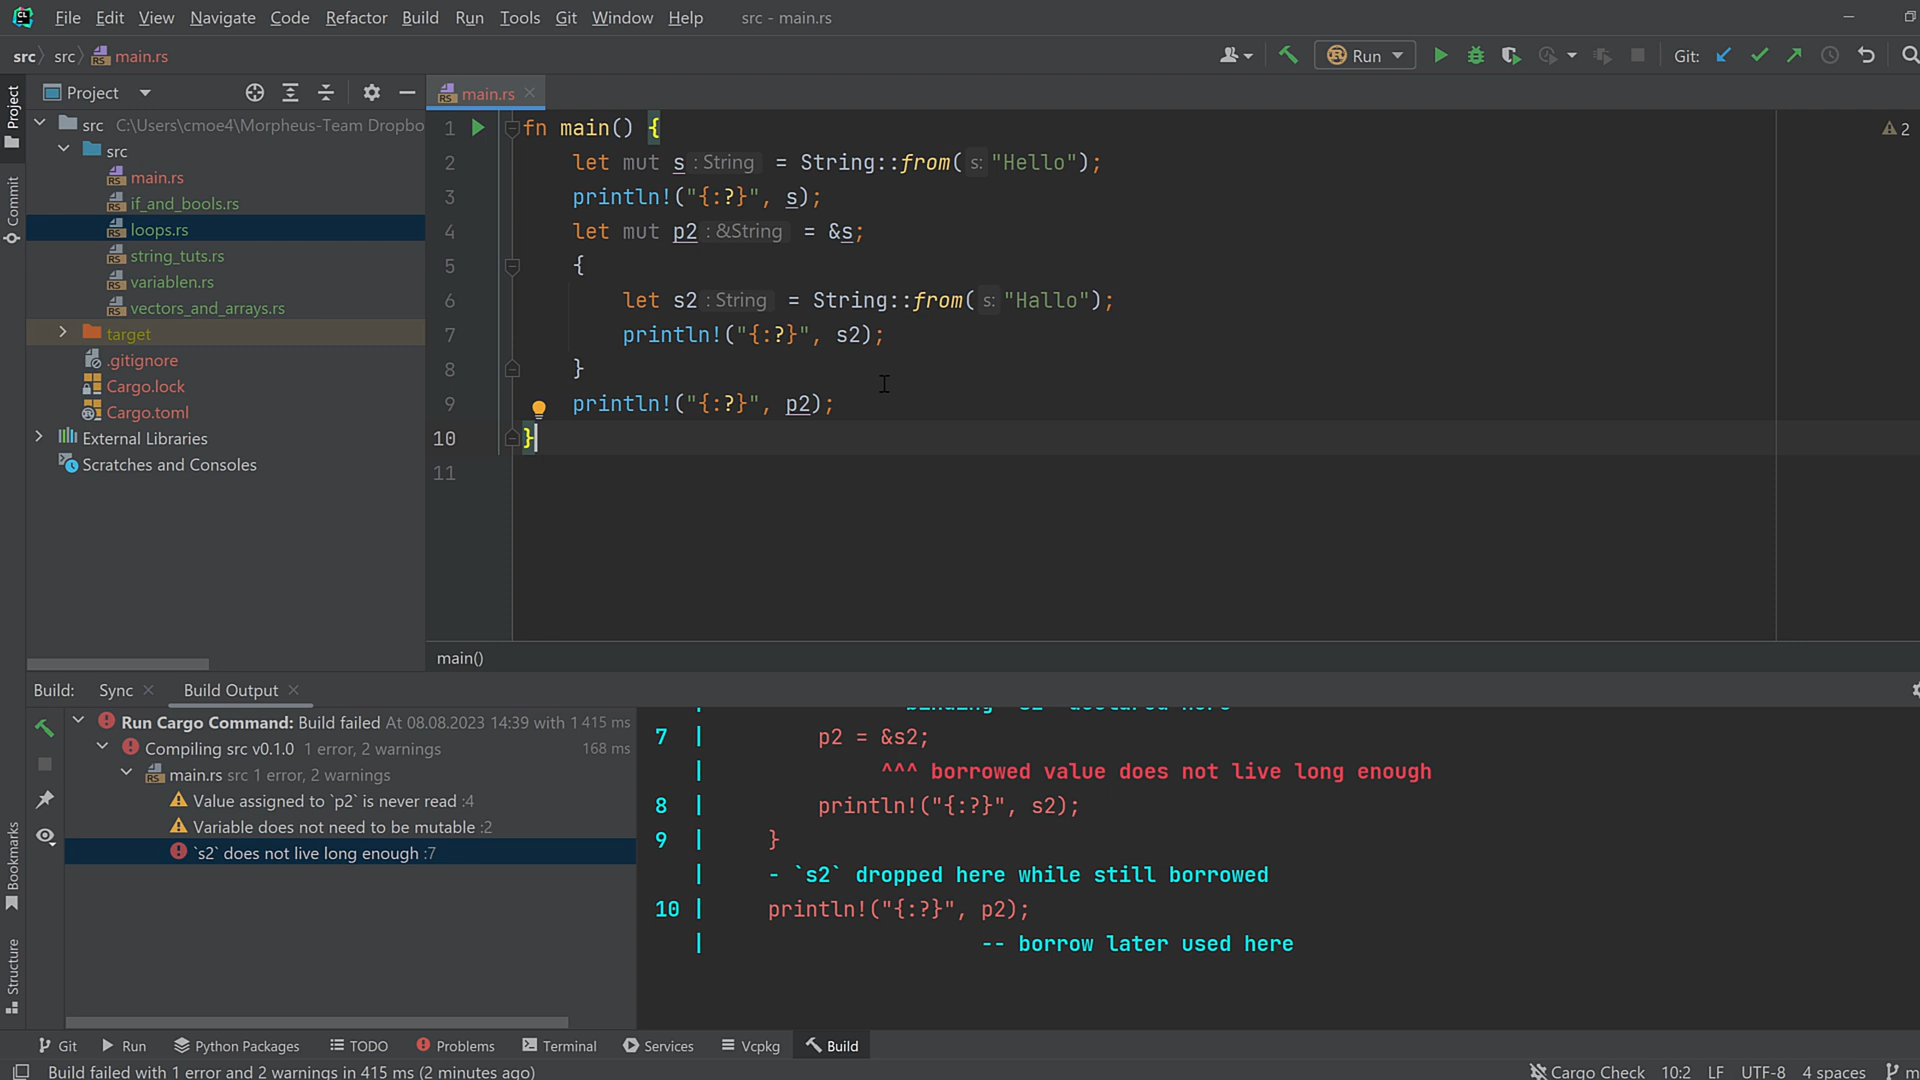 File Edit View Navigate Code Refactor Build Run Tools Git Window Help src - main.rs
src src main.rs Run Git:
Project main.rs
Project
Commit
Bookmarks
Structure
src C:\Users\cmoe4\Morpheus-Team Dropbo
src
main.rs
if_and_bools.rs
loops.rs
string_tuts.rs
variablen.rs
vectors_and_arrays.rs
target
.gitignore
Cargo.lock
Cargo.toml
External Libraries
Scratches and Consoles
1 fn main() { 2
2 let mut s : String = String::from( s: "Hello");
3 println!("{:?}", s);
4 let mut p2 : &String = &s;
5 {
6 let s2 : String = String::from( s: "Hallo");
7 println!("{:?}", s2);
8 }
9 println!("{:?}", p2);
10 }
11
main()
Build: Sync Build Output
Run Cargo Command: Build failed At 08.08.2023 14:39 with 1 415 ms
Compiling src v0.1.0 1 error, 2 warnings 168 ms
main.rs src 1 error, 2 warnings
Value assigned to `p2` is never read :4
Variable does not need to be mutable :2
`s2` does not live long enough :7
7 | p2 = &s2;
| ^^^ borrowed value does not live long enough
8 | println!("{:?}", s2);
9 | }
| - `s2` dropped here while still borrowed
10 | println!("{:?}", p2);
| -- borrow later used here
Git Run Python Packages TODO Problems Terminal Services Vcpkg Build
Build failed with 1 error and 2 warnings in 415 ms (2 minutes ago) Cargo Check 10:2 LF UTF-8 4 spaces m